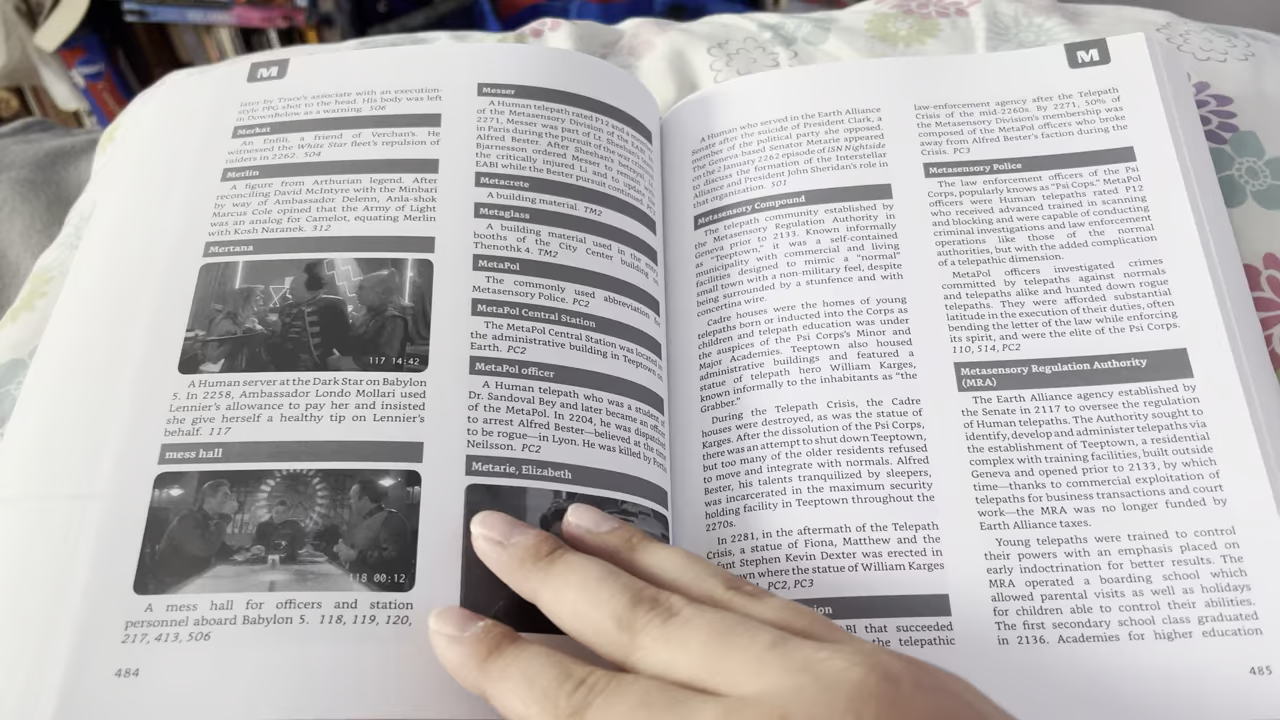 M
later by Trace's associate with an execution-
style PPG shot to the head. His body was left
in DownBelow as a warning. 506
Merkat
An Enfili, a friend of Verchan's. He
witnessed the White Star fleet's repulsion of
raiders in 2262. 504
Merlin
A figure from Arthurian legend. After
reconciling David McIntyre with the Minbari
by way of Ambassador Delenn, Anla-shok
Marcus Cole opined that the Army of Light
was an analog for Camelot, equating Merlin
with Kosh Naranek. 312
Mertana
117 14:42
A Human server at the Dark Star on Babylon
5. In 2258, Ambassador Londo Mollari used
Lennier's allowance to pay her and insisted
she give herself a healthy tip on Lennier's
behalf. 117
mess hall
118 00:12
A mess hall for officers and station
personnel aboard Babylon 5. 118, 119, 120,
217, 413, 506
484
Messer
A Human telepath rated P12 and a
of the Metasensory Division of the EABI. In
2271, Messer was part of Lt. Sheehan's
in Paris during the pursuit of the war
Alfred Bester. After Sheehan's
Bjarnesson ordered Messer to
the critically injured Li and to update
EABI while the Bester pursuit continued. PC3
Metacrete
A building material. TM2
Metaglass
A building material used in the entry
booths of the City Center building on
Thenothk 4. TM2
MetaPol
The commonly used abbreviation for
Metasensory Police. PC2
MetaPol Central Station
The MetaPol Central Station was located in
the administrative building in Teeptown on
Earth. PC2
MetaPol officer
A Human telepath who was a student of
Dr. Sandoval Bey and later became an officer
of the MetaPol. In 2204, he was dispatched
to arrest Alfred Bester—believed at the time
to be rogue—in Lyon. He was killed by Portis
Neilsson. PC2
Metarie, Elizabeth
M
A Human who served in the Earth Alliance
Senate after the suicide of President Clark, a
member of the political party she opposed,
the Geneva-based Senator Metarie appeared
on the 2 January 2262 episode of ISN Nightside
to discuss the formation of the Interstellar
Alliance and President John Sheridan's role in
that organization. 501
Metasensory Compound
The telepath community established by
the Metasensory Regulation Authority in
Geneva prior to 2133. Known informally
as "Teeptown," it was a self-contained
municipality with commercial and living
facilities designed to mimic a "normal"
small town with a non-military feel, despite
being surrounded by a stunfence and with
concertina wire.
Cadre houses were the homes of young
telepaths born or inducted into the Corps as
children and telepath education was under
the auspices of the Psi Corps's Minor and
Major Academies. Teeptown also housed
administrative buildings and featured a
statue of telepath hero William Karges,
known informally to the inhabitants as "the
Grabber."
During the Telepath Crisis, the Cadre
houses were destroyed, as was the statue of
Karges. After the dissolution of the Psi Corps,
there was an attempt to shut down Teeptown,
but too many of the older residents refused
to move and integrate with normals. Alfred
Bester, his talents tranquilized by sleepers,
was incarcerated in the maximum security
holding facility in Teeptown throughout the
2270s.
In 2281, in the aftermath of the Telepath
Crisis, a statue of Fiona, Matthew and the
Stephen Kevin Dexter was erected in
where the statue of William Karges
PC2, PC3
that succeeded
the telepathic
law-enforcement agency after the Telepath
Crisis of the mid-2260s. By 2271, 50% of
the Metasensory Division's membership was
composed of the MetaPol officers who broke
away from Alfred Bester's faction during the
Crisis. PC3
Metasensory Police
The law enforcement officers of the Psi
Corps, popularly known as "Psi Cops." MetaPol
officers were Human telepaths rated P12
who received advanced trained in scanning
and blocking and were capable of conducting
criminal investigations and law enforcement
operations like those of the normal
authorities, but with the added complication
of a telepathic dimension.
MetaPol officers investigated crimes
committed by telepaths against normals
and telepaths alike and hunted down rogue
telepaths. They were afforded substantial
latitude in the execution of their duties, often
bending the letter of the law while enforcing
its spirit, and were the elite of the Psi Corps.
110, 514, PC2
Metasensory Regulation Authority
(MRA)
The Earth Alliance agency established by
the Senate in 2117 to oversee the regulation
of Human telepaths. The Authority sought to
identify, develop and administer telepaths via
the establishment of Teeptown, a residential
complex with training facilities, built outside
Geneva and opened prior to 2133, by which
time—thanks to commercial exploitation of
telepaths for business transactions and court
work—the MRA was no longer funded by
Earth Alliance taxes.
Young telepaths were trained to control
their powers with an emphasis placed on
early indoctrination for better results. The
MRA operated a boarding school which
allowed parental visits as well as holidays
for children able to control their abilities.
The first secondary school class graduated
in 2136. Academies for higher education
485